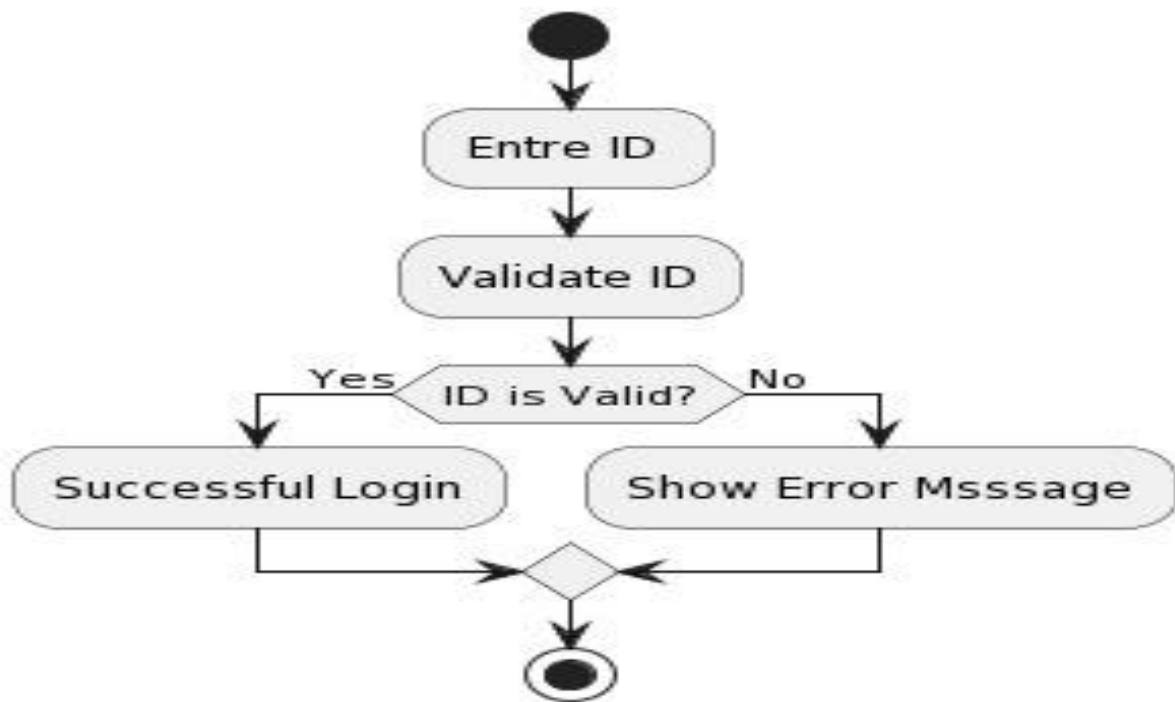 Entre ID
Validate ID
Yes
ID is Valid?
No
Successful Login
Show Error Msssage